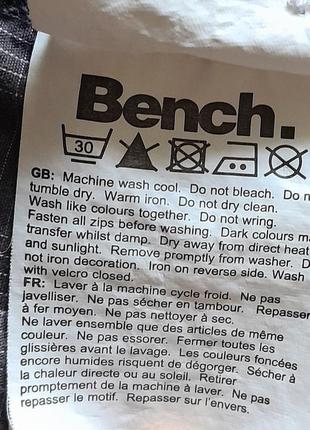 Bench.
30
GB: Machine wash cool. Do not bleach. Do
tumble dry. Warm iron. Do not dry clean.
Wash like colours together. Do not wring.
Fasten all zips before washing. Dark colours
transfer whilst damp. Dry away from direct heat
and sunlight. Remove promptly from washer.
not iron decoration. Iron on reverse side. Wash
with velcro closed.
FR: Laver à la machine cycle froid. Ne pas
javelliser. Ne pas sécher en tambour. Repasser
à fer moyen. Ne pas nettoyer à sec.
Laver ensemble que des articles de même
couleur. Ne pas essorer. Fermer toutes les
glissières avant le lavage. Les couleurs foncées
encore humides risquent de dégorger. Sécher à
la chaleur directe ou au soleil. Retirer
promptement de la machine à laver. Ne pas
repasser le motif. Repasser sur l'envers.